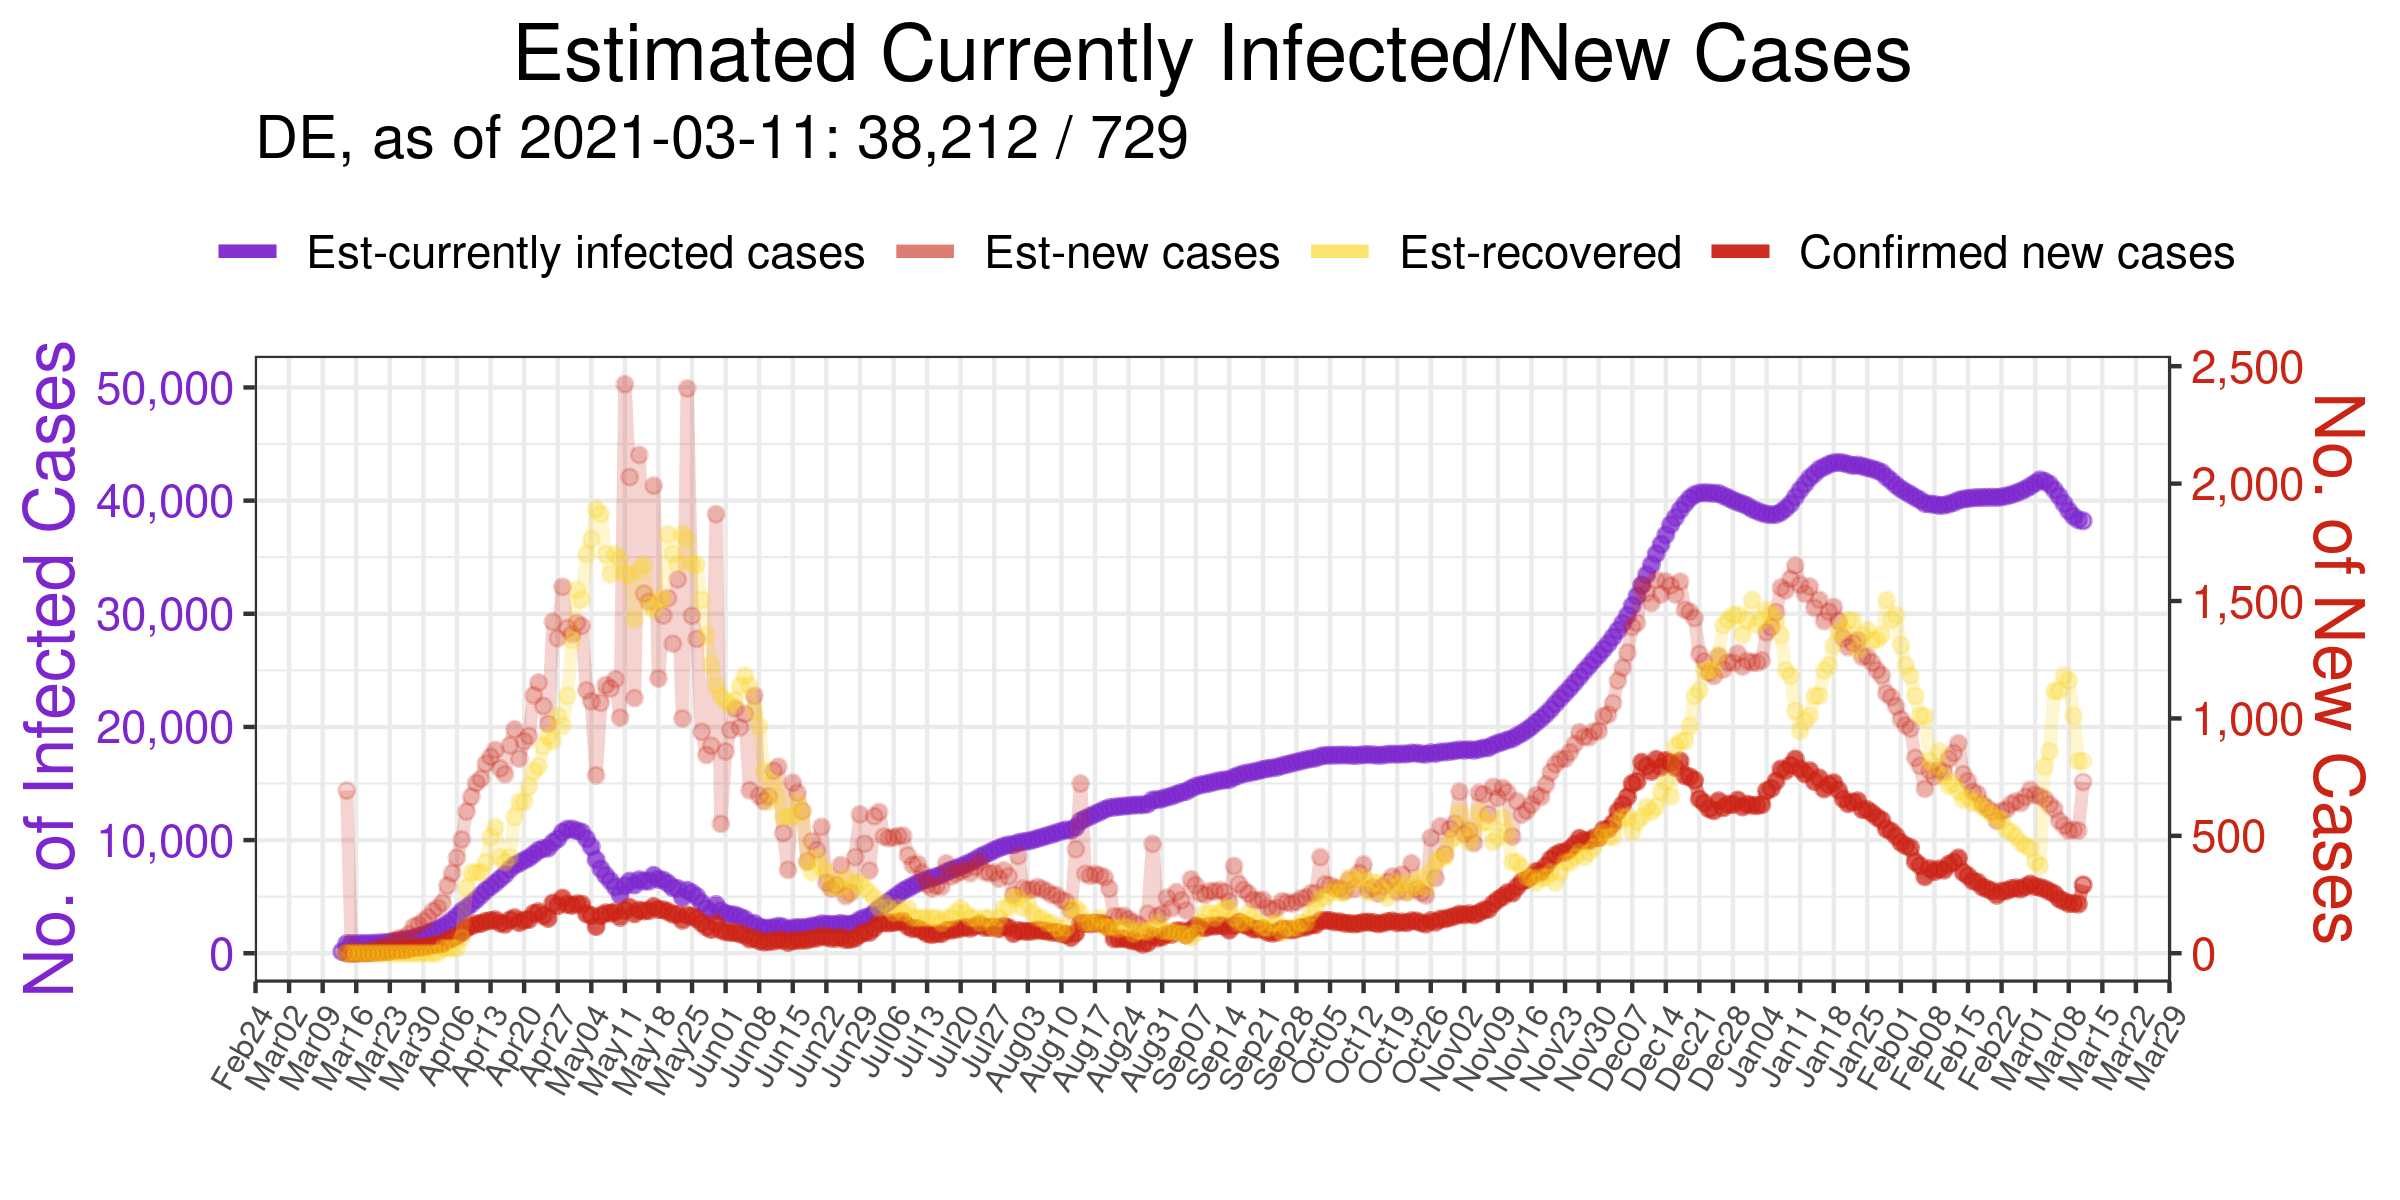 Estimated Currently Infected/New Cases
DE, as of 2021-03-11: 38,212 / 729
Est-currently infected cases Est-new cases Est-recovered Confirmed new cases
No. of Infected Cases
50,000
40,000
30,000
20,000
10,000
0
2,500
2,000
1,500
1,000
500
0
No. of New Cases
Feb24 Mar02 Mar09 Mar16 Mar23 Mar30 Apr06 Apr13 Apr20 Apr27 May04 May11 May18 May25 Jun01 Jun08 Jun15 Jun22 Jun29 Jul06 Jul13 Jul20 Jul27 Aug03 Aug10 Aug17 Aug24 Aug31 Sep07 Sep14 Sep21 Sep28 Oct05 Oct12 Oct19 Oct26 Nov02 Nov09 Nov16 Nov23 Nov30 Dec07 Dec14 Dec21 Dec28 Jan04 Jan11 Jan18 Jan25 Feb01 Feb08 Feb15 Feb22 Mar01 Mar08 Mar15 Mar22 Mar29